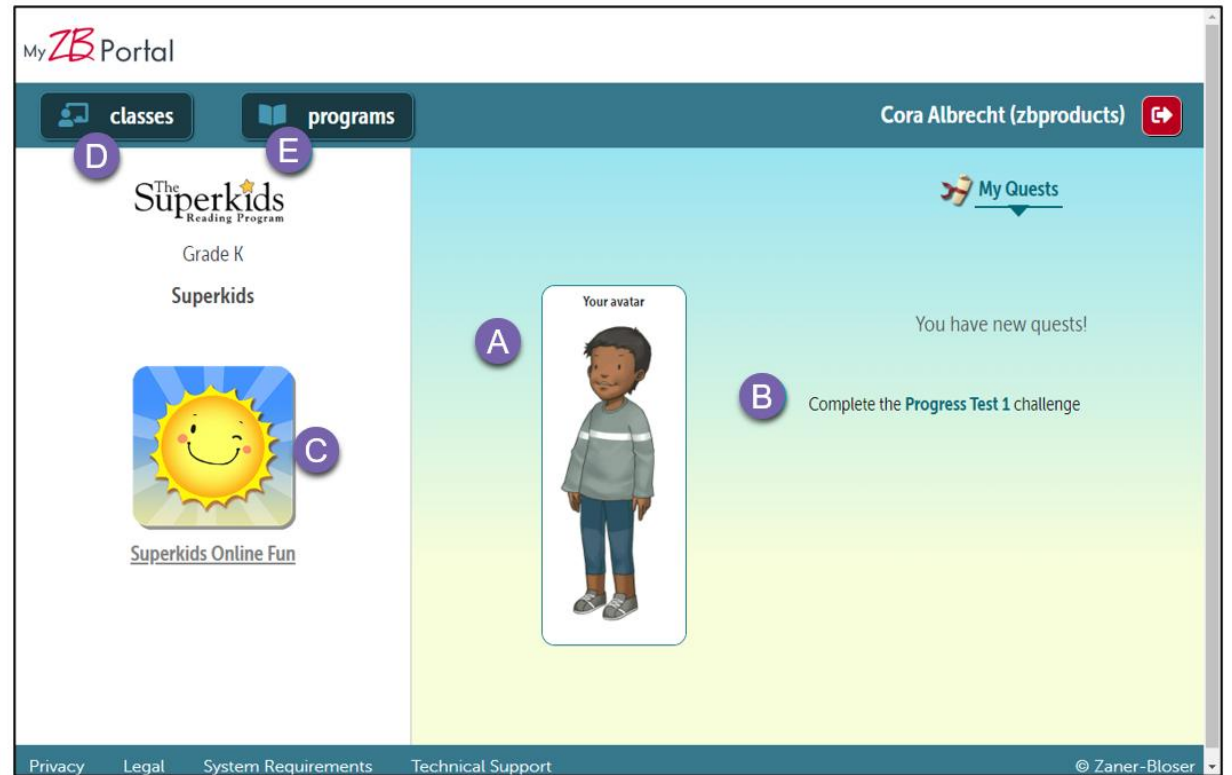 My ZB Portal
classes
programs
Cora Albrecht (zbproducts)
D
E
The
Superkids
Reading Program
Grade K
Superkids
C
Superkids Online Fun
My Quests
Your avatar
A
You have new quests!
B
Complete the Progress Test 1 challenge
Privacy Legal System Requirements Technical Support © Zaner-Bloser